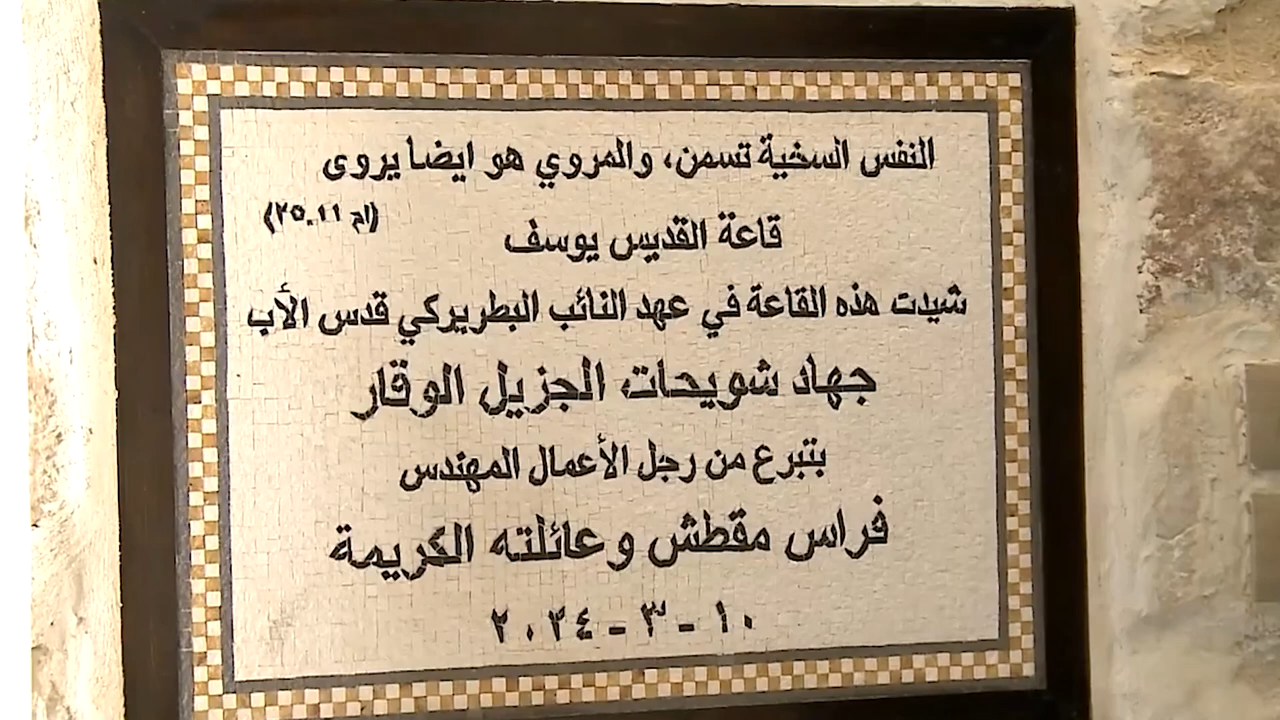 النفس السخية تسمن، والمروي هو ايضا يروى
(ام ١١ .٢٥)
قاعة القديس يوسف
شيدت هذه القاعة في عهد النائب البطريركي قدس الأب
جهاد شويحات الجزيل الوقار
بتبرع من رجل الأعمال المهندس
فراس مقطش وعائلته الكريمة
١٠ - ٣ - ٢٠٢٤